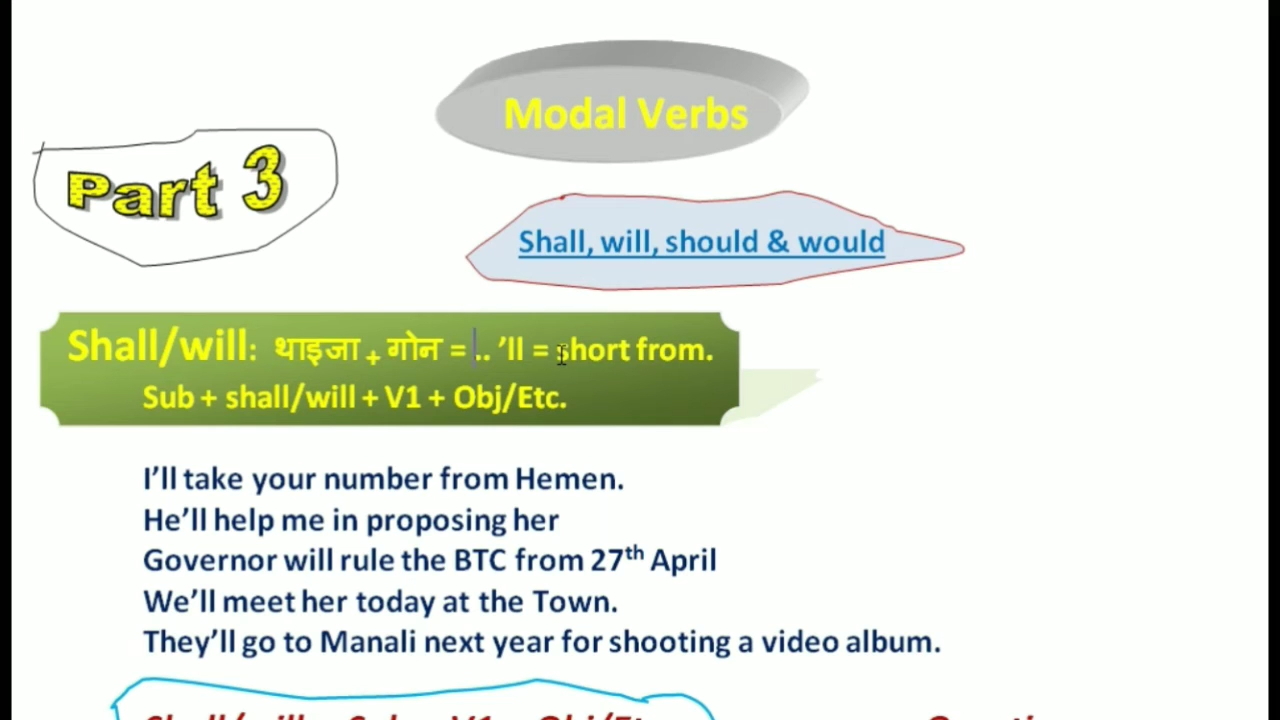 Modal Verbs
Part 3
Shall, will, should & would
Shall/will: थाइजा + गोन = .. ’ll = short from.
Sub + shall/will + V1 + Obj/Etc.
I’ll take your number from Hemen.
He’ll help me in proposing her
Governor will rule the BTC from 27th April
We’ll meet her today at the Town.
They’ll go to Manali next year for shooting a video album.